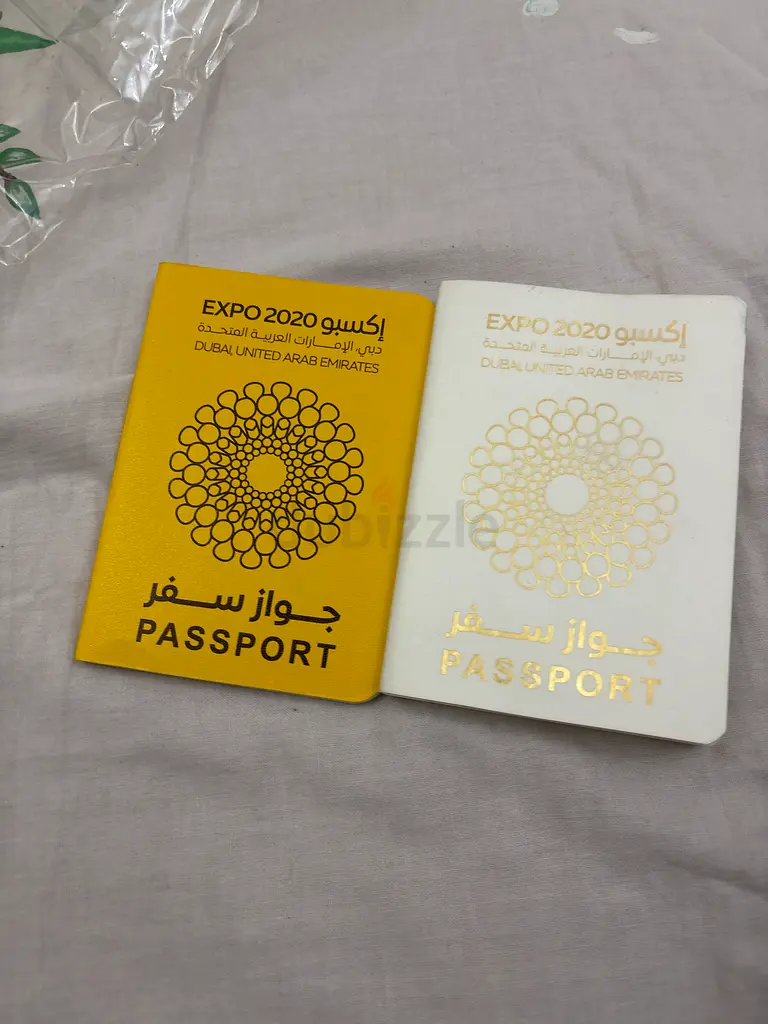 EXPO 2020 إكسبو
دبي، الإمارات العربية المتحدة
DUBAI, UNITED ARAB EMIRATES
جواز سفر
PASSPORT
EXPO 2020 إكسبو
دبي، الإمارات العربية المتحدة
DUBAI, UNITED ARAB EMIRATES
جواز سفر
PASSPORT